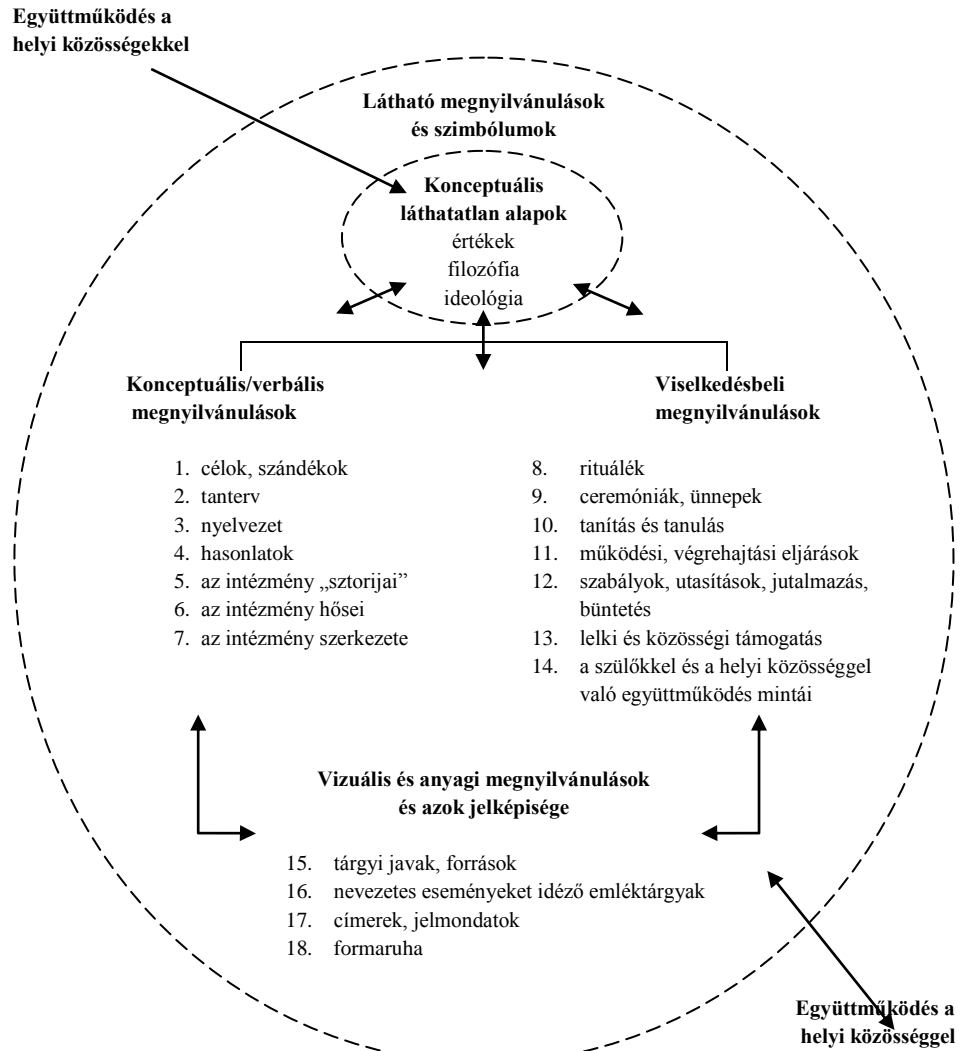 Együttműködés a
helyi közösségekkel
Látható megnyilvánulások
és szimbólumok
Konceptuális
láthatatlan alapok
értékek
filozófia
ideológia
Konceptuális/verbális
megnyilvánulások
1. célok, szándékok
2. tanterv
3. nyelvezet
4. hasonlatok
5. az intézmény „sztorijai”
6. az intézmény hősei
7. az intézmény szerkezete
Viselkedésbeli
megnyilvánulások
8. rituálék
9. ceremóniák, ünnepek
10. tanítás és tanulás
11. működési, végrehajtási eljárások
12. szabályok, utasítások, jutalmazás,
büntetés
13. lelki és közösségi támogatás
14. a szülőkkel és a helyi közösséggel
való együttműködés mintái
Vizuális és anyagi megnyilvánulások
és azok jelképisége
15. tárgyi javak, források
16. nevezetes eseményeket idéző emléktárgyak
17. címerek, jelmondatok
18. formaruha
Együttműködés a
helyi közösséggel